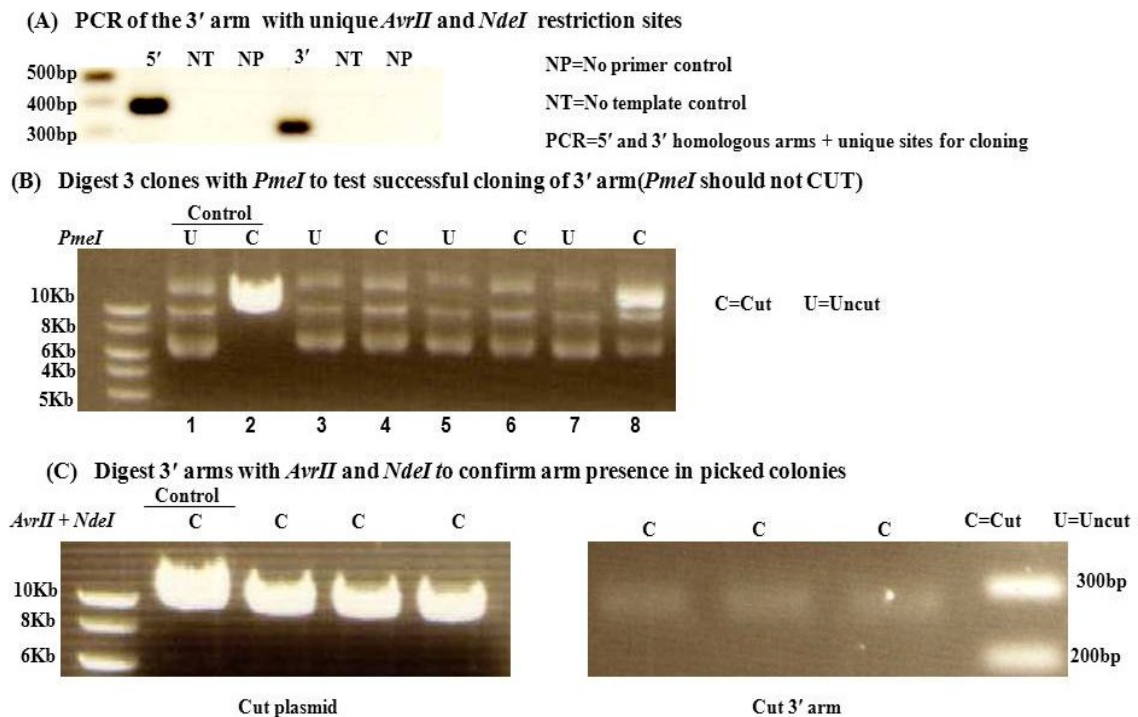 (A) PCR of the 3′ arm with unique AvrII and NdeI restriction sites
5′ NT NP 3′ NT NP
500bp
400bp
300bp
NP=No primer control
NT=No template control
PCR=5′ and 3′ homologous arms + unique sites for cloning
(B) Digest 3 clones with PmeI to test successful cloning of 3′ arm(PmeI should not CUT)
Control
PmeI U C U C U C U C
10Kb
8Kb
6Kb
4Kb
5Kb
C=Cut U=Uncut
1 2 3 4 5 6 7 8
(C) Digest 3′ arms with AvrII and NdeI to confirm arm presence in picked colonies
Control
AvrII + NdeI C C C C
10Kb
8Kb
6Kb
Cut plasmid
C C C
C=Cut U=Uncut
300bp
200bp
Cut 3′ arm